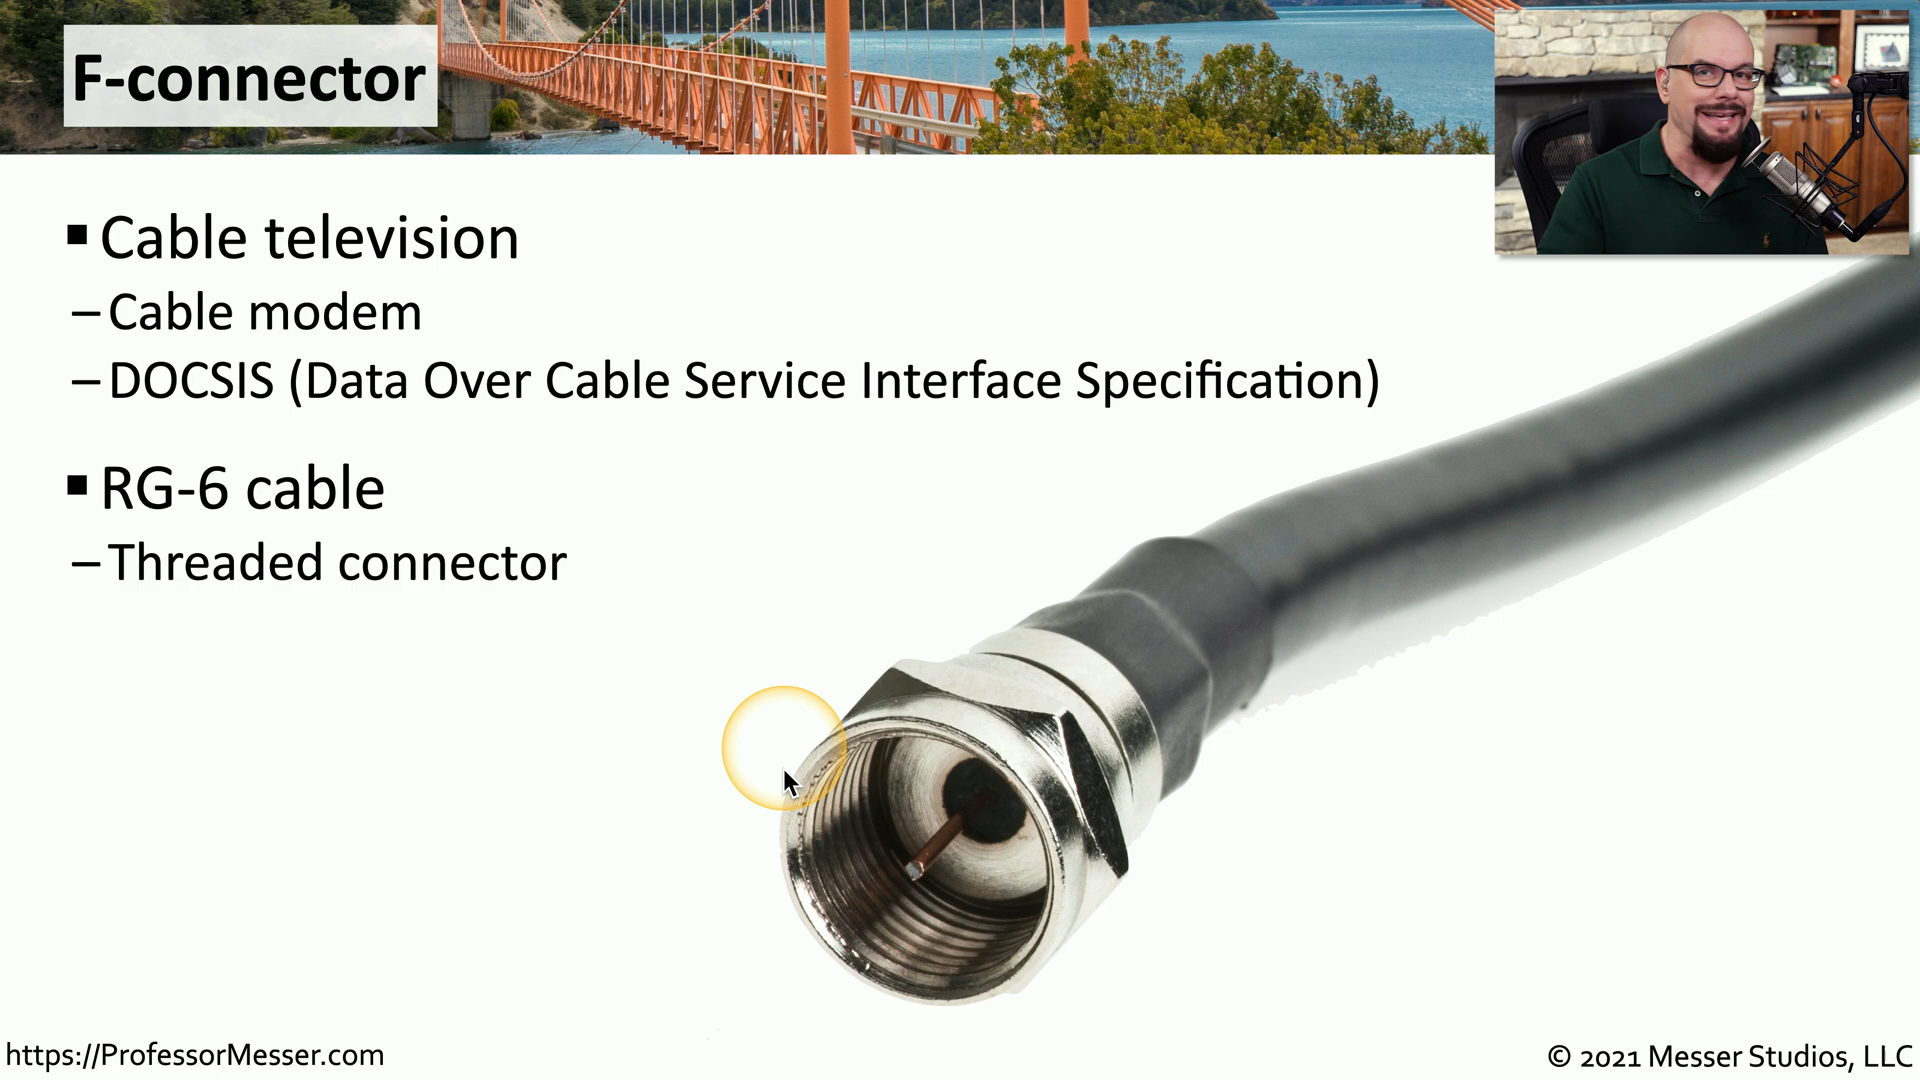 F-connector
▪ Cable television
– Cable modem
– DOCSIS (Data Over Cable Service Interface Specification)
▪ RG-6 cable
– Threaded connector
https://ProfessorMesser.com
© 2021 Messer Studios, LLC